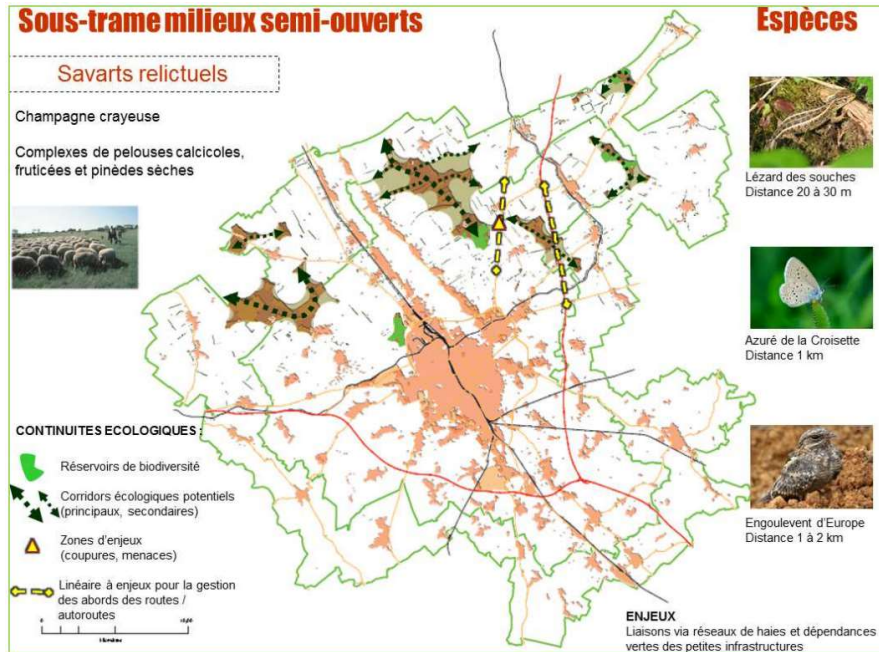 Sous-trame milieux semi-ouverts
Espèces
Savarts relictuels
Champagne crayeuse
Complexes de pelouses calcicoles,
fruticées et pinèdes sèches
Lézard des souches
Distance 20 à 30 m
Azuré de la Croisette
Distance 1 km
Engoulevent d'Europe
Distance 1 à 2 km
CONTINUITES ECOLOGIQUES :
Réservoirs de biodiversité
Corridors écologiques potentiels
(principaux, secondaires)
Zones d'enjeux
(coupures, menaces)
Linéaire à enjeux pour la gestion
des abords des routes /
autoroutes
ENJEUX
Liaisons via réseaux de haies et dépendances
vertes des petites infrastructures